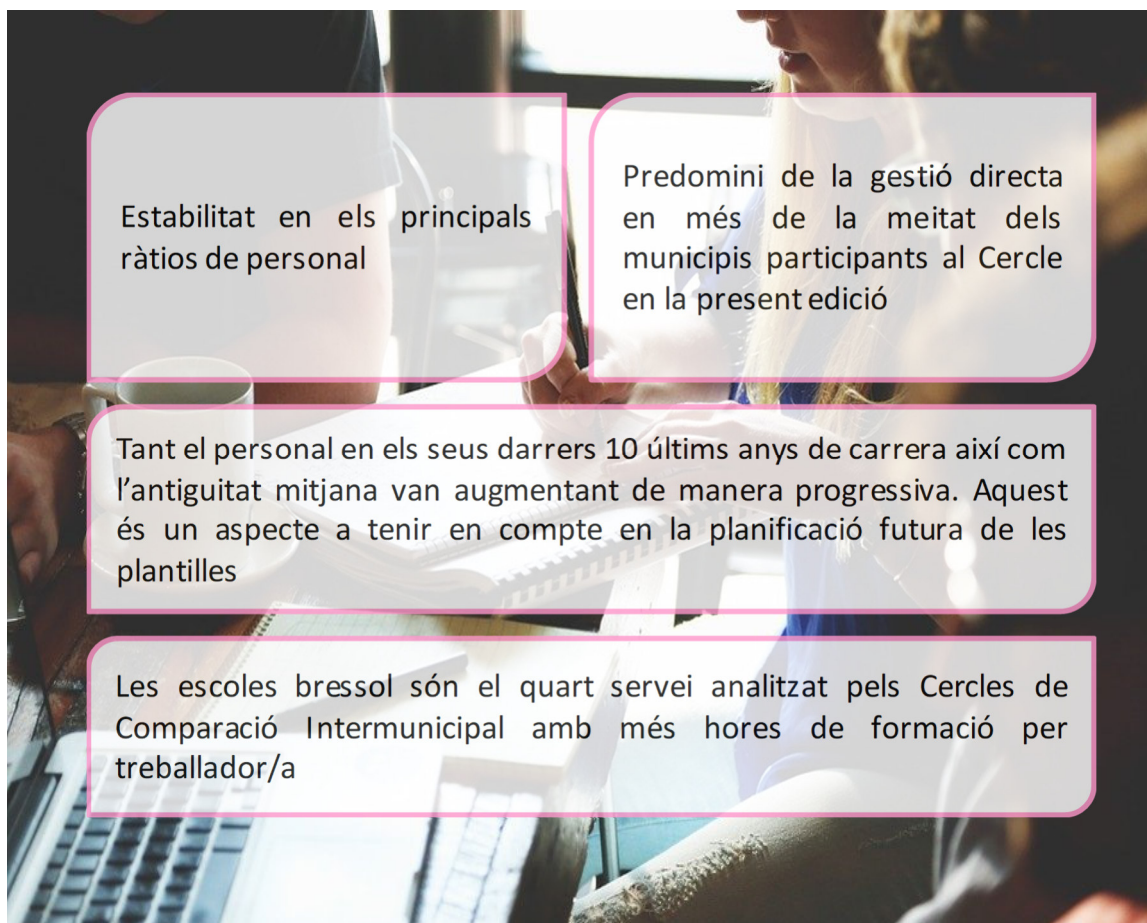 Estabilitat en els principals
ràtios de personal
Predomini de la gestió directa
en més de la meitat dels
municipis participants al Cercle
en la present edició
Tant el personal en els seus darrers 10 últims anys de carrera així com
l'antiguitat mitjana van augmentant de manera progressiva. Aquest
és un aspecte a tenir en compte en la planificació futura de les
plantilles
Les escoles bressol són el quart servei analitzat pels Cercles de
Comparació Intermunicipal amb més hores de formació per
treballador/a